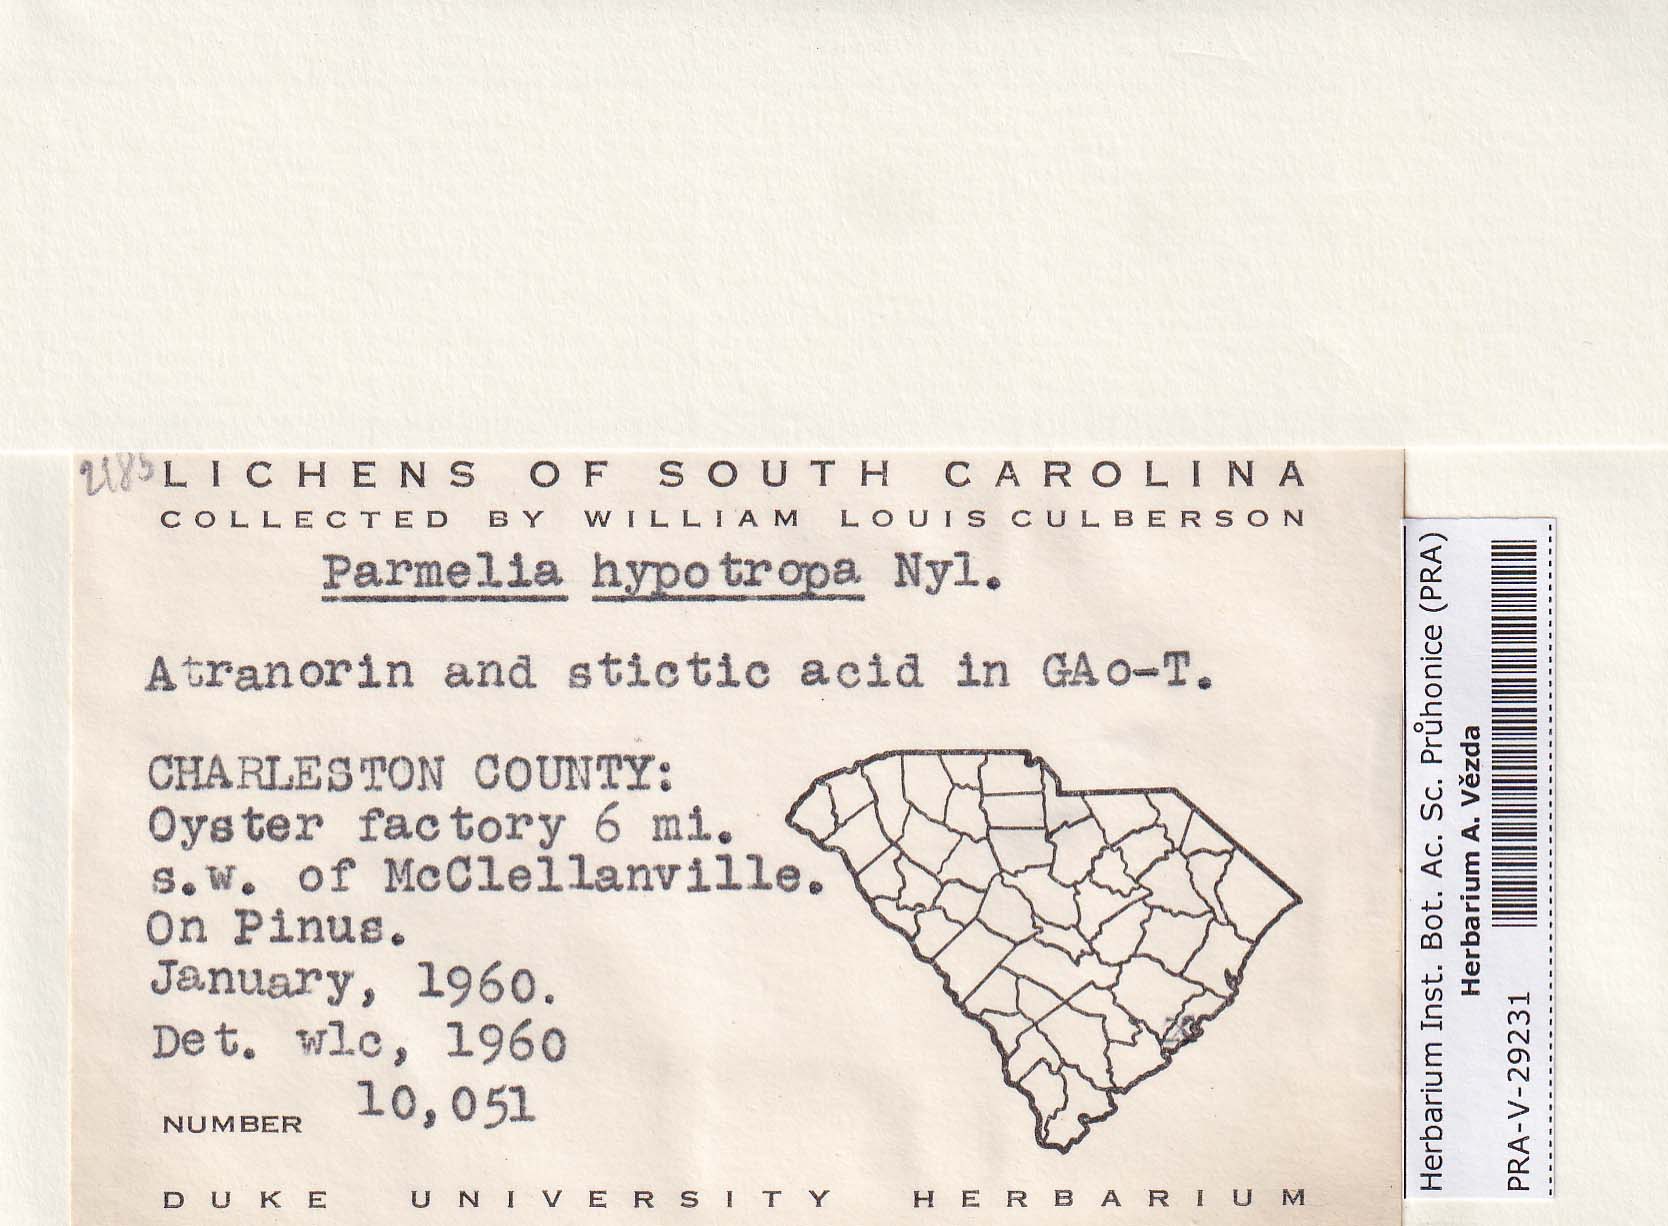 2185
LICHENS OF SOUTH CAROLINA
COLLECTED BY WILLIAM LOUIS CULBERSON
Parmelia hypotropa Nyl.
Atranorin and stictic acid in GAo-T.
CHARLESTON COUNTY:
Oyster factory 6 mi.
s.w. of McClellanville.
On Pinus.
January, 1960.
Det. wlc, 1960
NUMBER 10,051
DUKE UNIVERSITY HERBARIUM
Herbarium Inst. Bot. Ac. Sc. Průhonice (PRA)
Herbarium A. Vězda
PRA-V-29231